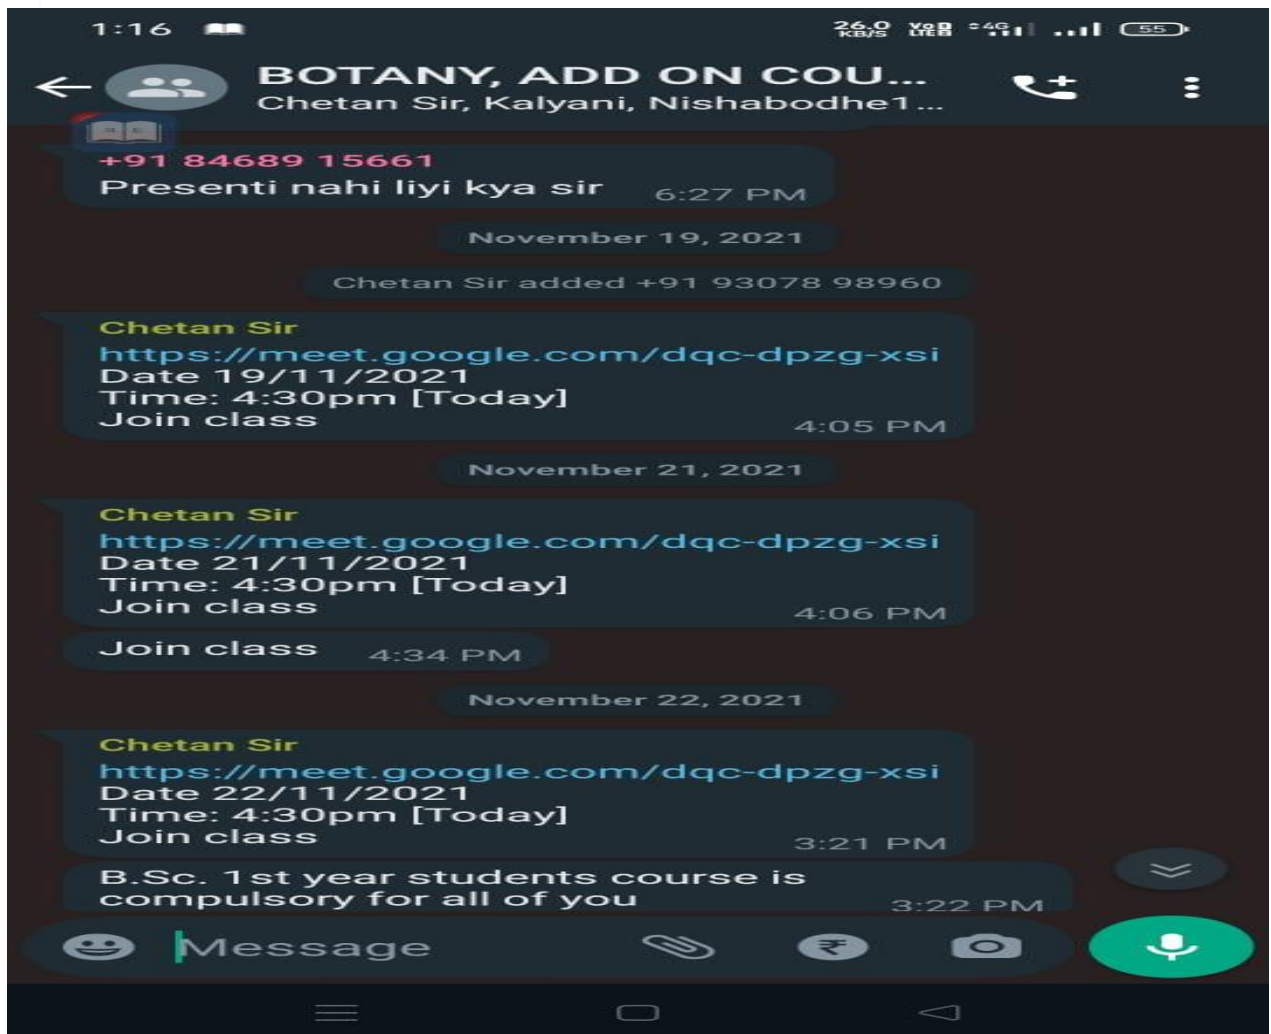 1:16
26.0 KB/S Vo LTE 4G 55
BOTANY, ADD ON COU...
Chetan Sir, Kalyani, Nishabodhe1...
+91 84689 15661
Presenti nahi liyi kya sir 6:27 PM
November 19, 2021
Chetan Sir added +91 93078 98960
Chetan Sir
https://meet.google.com/dqc-dpzg-xsi
Date 19/11/2021
Time: 4:30pm [Today]
Join class
4:05 PM
November 21, 2021
Chetan Sir
https://meet.google.com/dqc-dpzg-xsi
Date 21/11/2021
Time: 4:30pm [Today]
Join class
4:06 PM
Join class 4:34 PM
November 22, 2021
Chetan Sir
https://meet.google.com/dqc-dpzg-xsi
Date 22/11/2021
Time: 4:30pm [Today]
Join class
3:21 PM
B.Sc. 1st year students course is
compulsory for all of you
3:22 PM
Message